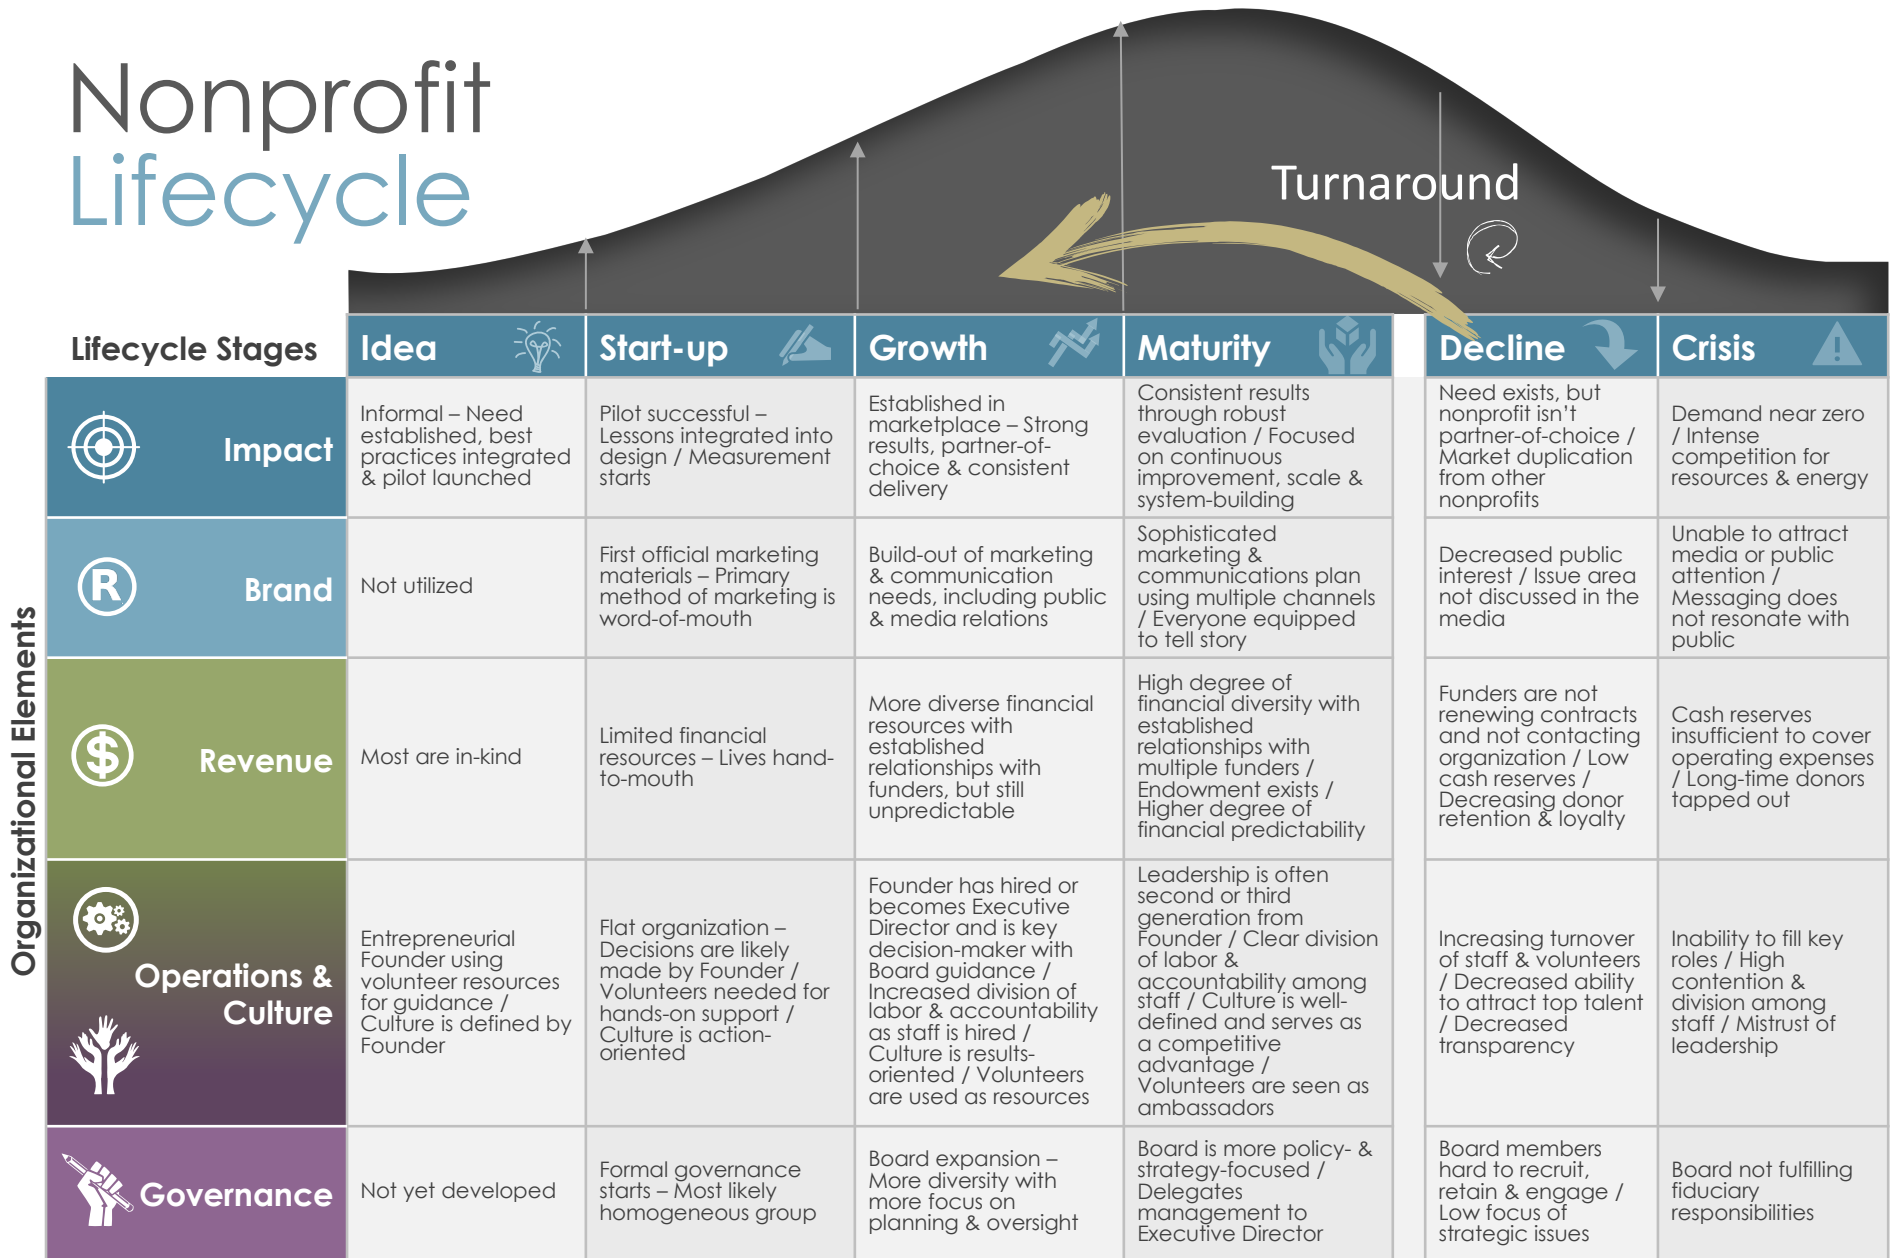 Nonprofit
Lifecycle
Turnaround
Lifecycle Stages
Idea
Start-up
Growth
Maturity
Decline
Crisis
Organizational Elements
Impact
Informal – Need
established, best
practices integrated
& pilot launched
Pilot successful –
Lessons integrated into
design / Measurement
starts
Established in
marketplace – Strong
results, partner-of-
choice & consistent
delivery
Consistent results
through robust
evaluation / Focused
on continuous
improvement, scale &
system-building
Need exists, but
nonprofit isn't
partner-of-choice /
Market duplication
from other
nonprofits
Demand near zero
/ Intense
competition for
resources & energy
R
Brand
Not utilized
First official marketing
materials – Primary
method of marketing is
word-of-mouth
Build-out of marketing
& communication
needs, including public
& media relations
Sophisticated
marketing &
communications plan
using multiple channels
/ Everyone equipped
to tell story
Decreased public
interest / Issue area
not discussed in the
media
Unable to attract
media or public
attention /
Messaging does
not resonate with
public
$
Revenue
Most are in-kind
Limited financial
resources – Lives hand-
to-mouth
More diverse financial
resources with
established
relationships with
funders, but still
unpredictable
High degree of
financial diversity with
established
relationships with
multiple funders /
Endowment exists /
Higher degree of
financial predictability
Funders are not
renewing contracts
and not contacting
organization / Low
cash reserves /
Decreasing donor
retention & loyalty
Cash reserves
insufficient to cover
operating expenses
/ Long-time donors
tapped out
Operations &
Culture
Entrepreneurial
Founder using
volunteer resources
for guidance /
Culture is defined by
Founder
Flat organization –
Decisions are likely
made by Founder /
Volunteers needed for
hands-on support /
Culture is action-
oriented
Founder has hired or
becomes Executive
Director and is key
decision-maker with
Board guidance /
Increased division of
labor & accountability
as staff is hired /
Culture is results-
oriented / Volunteers
are used as resources
Leadership is often
second or third
generation from
Founder / Clear division
of labor &
accountability among
staff / Culture is well-
defined and serves as
a competitive
advantage /
Volunteers are seen as
ambassadors
Increasing turnover
of staff & volunteers
/ Decreased ability
to attract top talent
/ Decreased
transparency
Inability to fill key
roles / High
contention &
division among
staff / Mistrust of
leadership
Governance
Not yet developed
Formal governance
starts – Most likely
homogeneous group
Board expansion –
More diversity with
more focus on
planning & oversight
Board is more policy- &
strategy-focused /
Delegates
management to
Executive Director
Board members
hard to recruit,
retain & engage /
Low focus of
strategic issues
Board not fulfilling
fiduciary
responsibilities